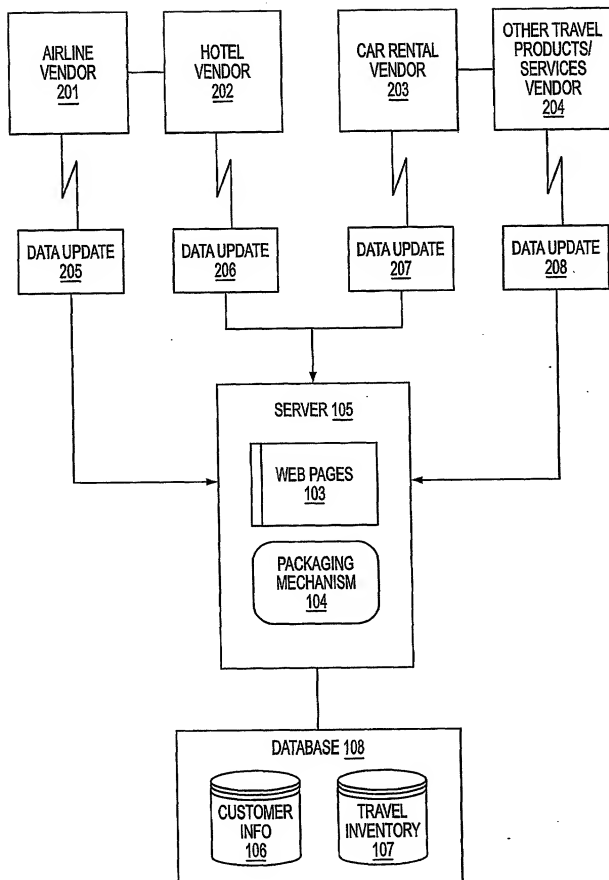 AIRLINE
VENDOR
201
HOTEL
VENDOR
202
CAR RENTAL
VENDOR
203
OTHER TRAVEL
PRODUCTS/
SERVICES
VENDOR
204
DATA UPDATE
205
DATA UPDATE
206
DATA UPDATE
207
DATA UPDATE
208
SERVER 105
WEB PAGES
103
PACKAGING
MECHANISM
104
DATABASE 108
CUSTOMER
INFO
106
TRAVEL
INVENTORY
107